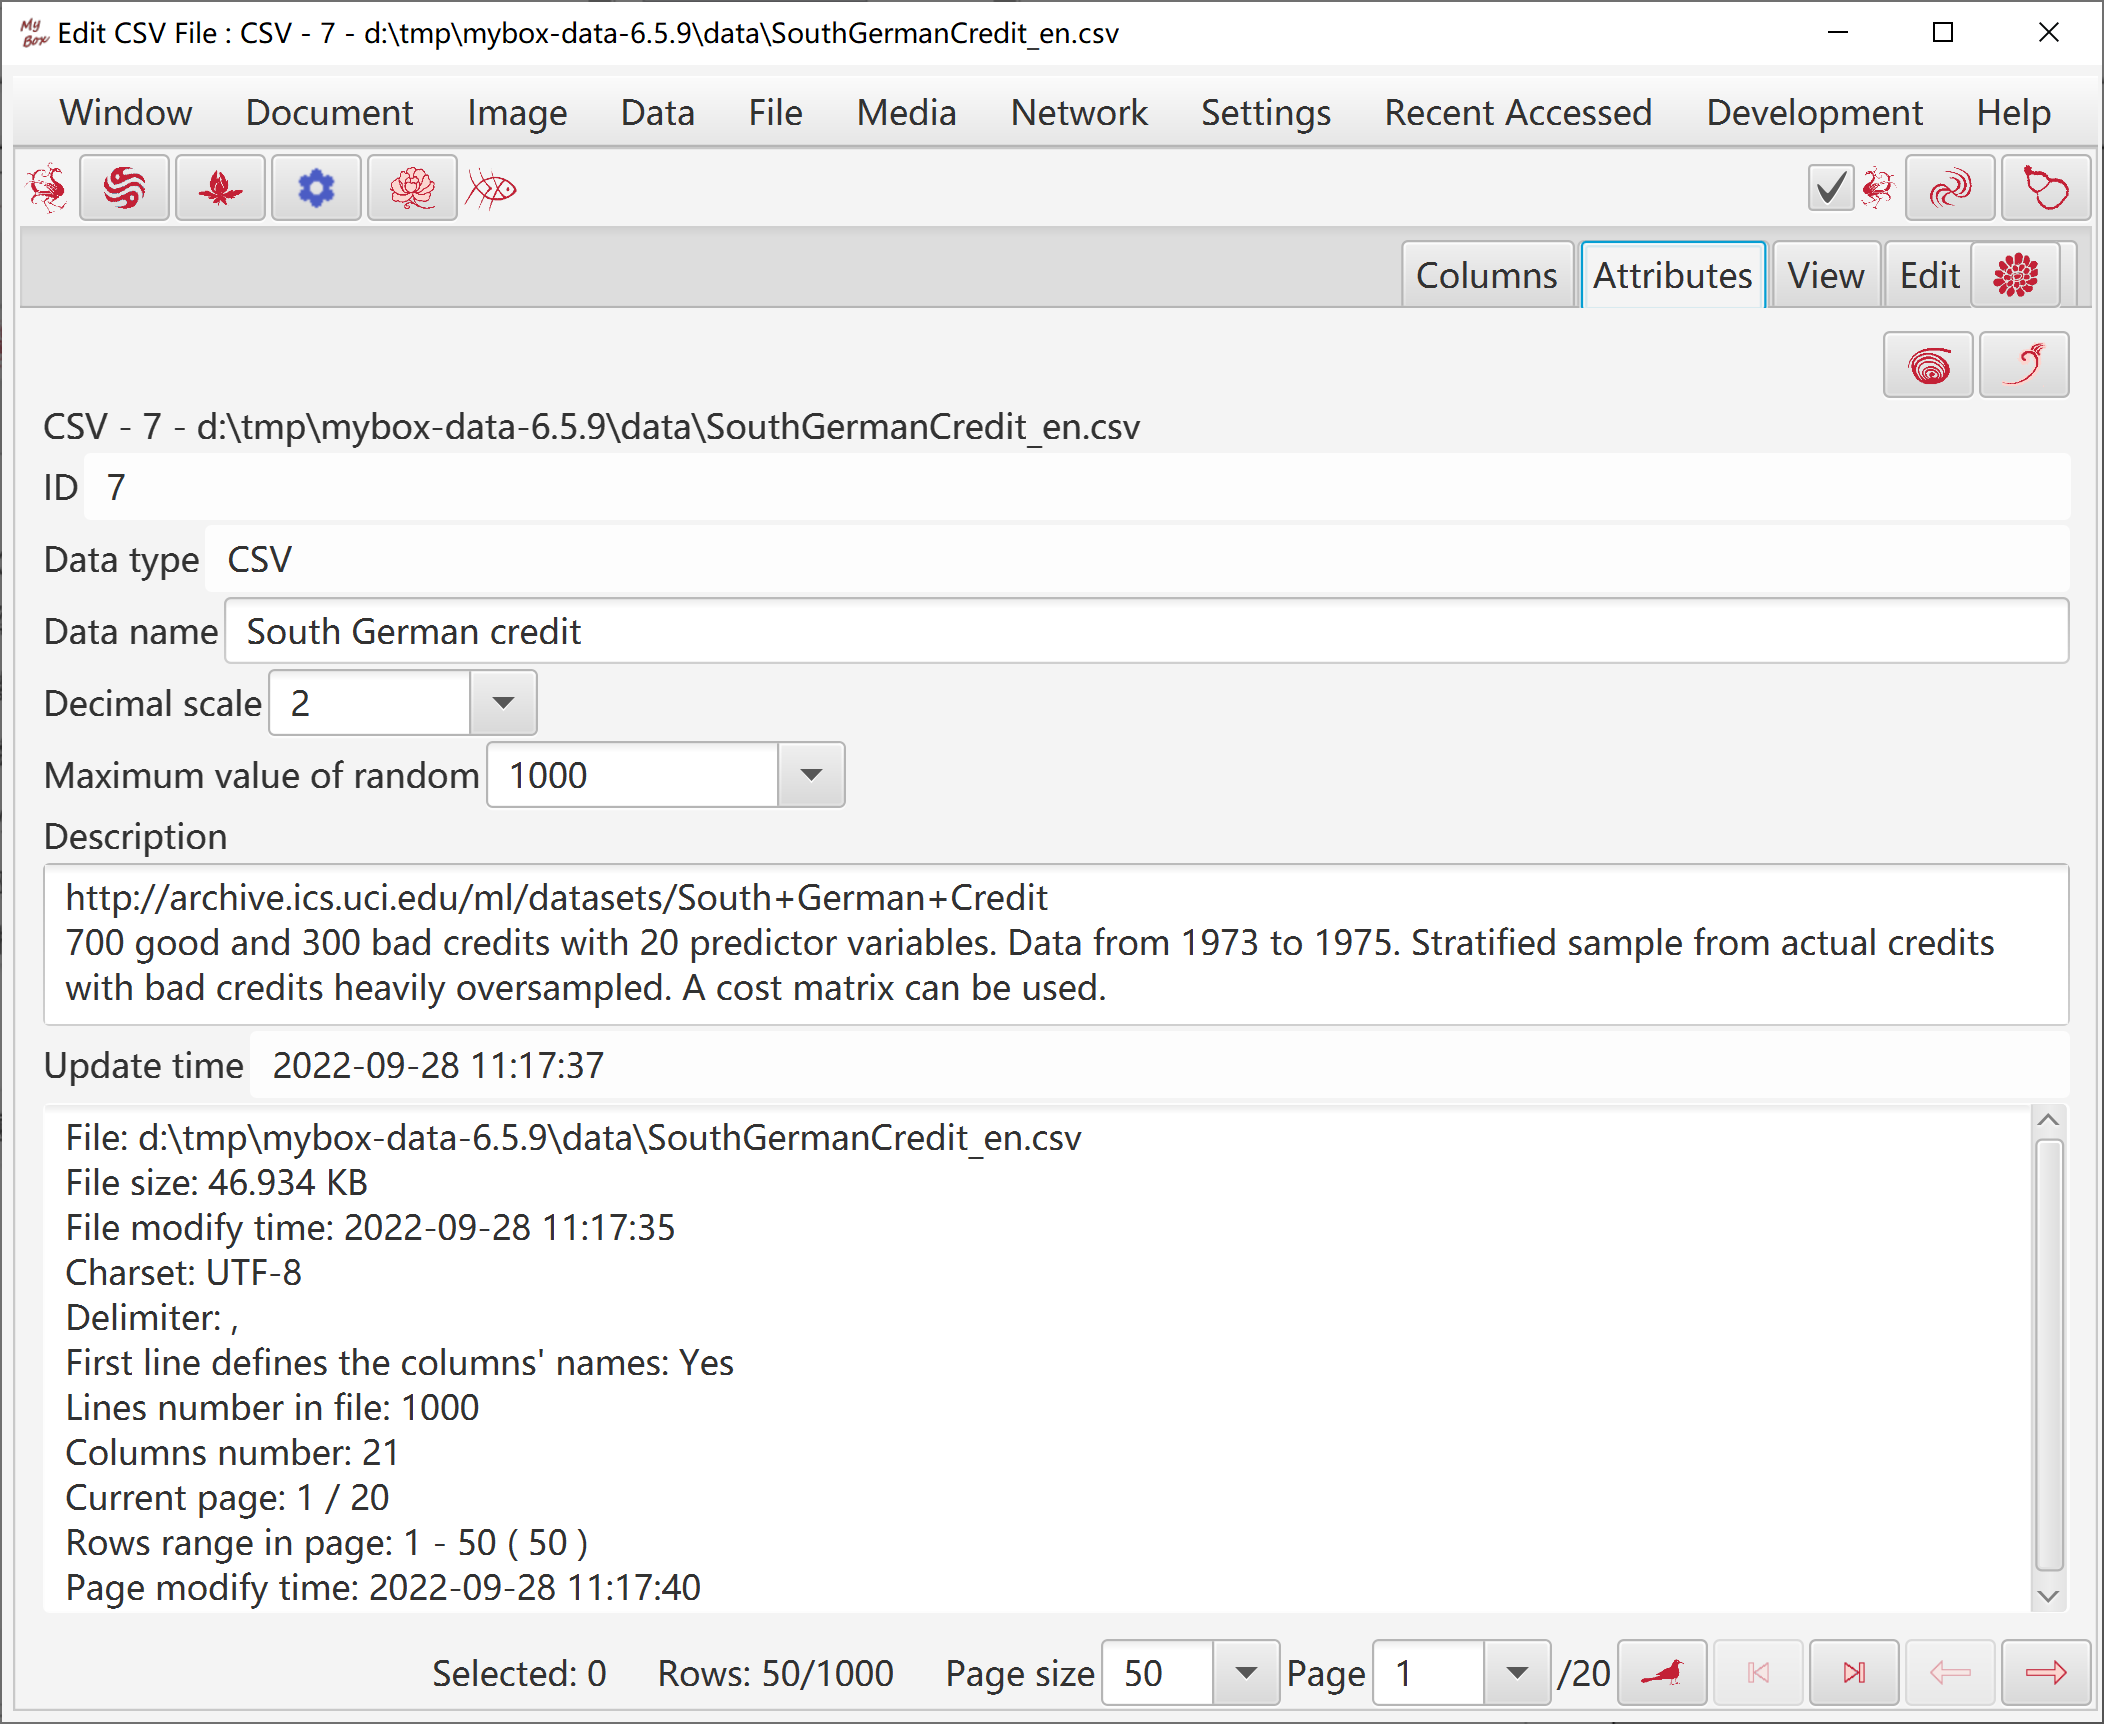 My Box Edit CSV File : CSV - 7 - d:\tmp\mybox-data-6.5.9\data\SouthGermanCredit_en.csv
Window Document Image Data File Media Network Settings Recent Accessed Development Help
Columns Attributes View Edit
CSV - 7 - d:\tmp\mybox-data-6.5.9\data\SouthGermanCredit_en.csv
ID 7
Data type CSV
Data name South German credit
Decimal scale 2
Maximum value of random 1000
Description
http://archive.ics.uci.edu/ml/datasets/South+German+Credit
700 good and 300 bad credits with 20 predictor variables. Data from 1973 to 1975. Stratified sample from actual credits
with bad credits heavily oversampled. A cost matrix can be used.
Update time 2022-09-28 11:17:37
File: d:\tmp\mybox-data-6.5.9\data\SouthGermanCredit_en.csv
File size: 46.934 KB
File modify time: 2022-09-28 11:17:35
Charset: UTF-8
Delimiter: ,
First line defines the columns' names: Yes
Lines number in file: 1000
Columns number: 21
Current page: 1 / 20
Rows range in page: 1 - 50 ( 50 )
Page modify time: 2022-09-28 11:17:40
Selected: 0 Rows: 50/1000 Page size 50 Page 1 /20